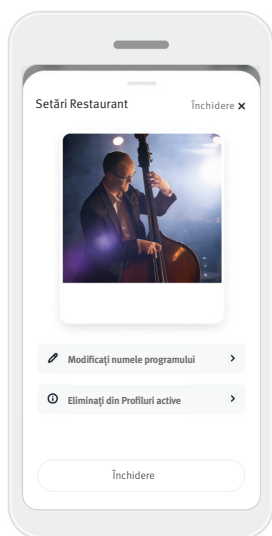 Setări Restaurant
Închidere ×
Modificați numele programului
Eliminați din Profiluri active
Închidere